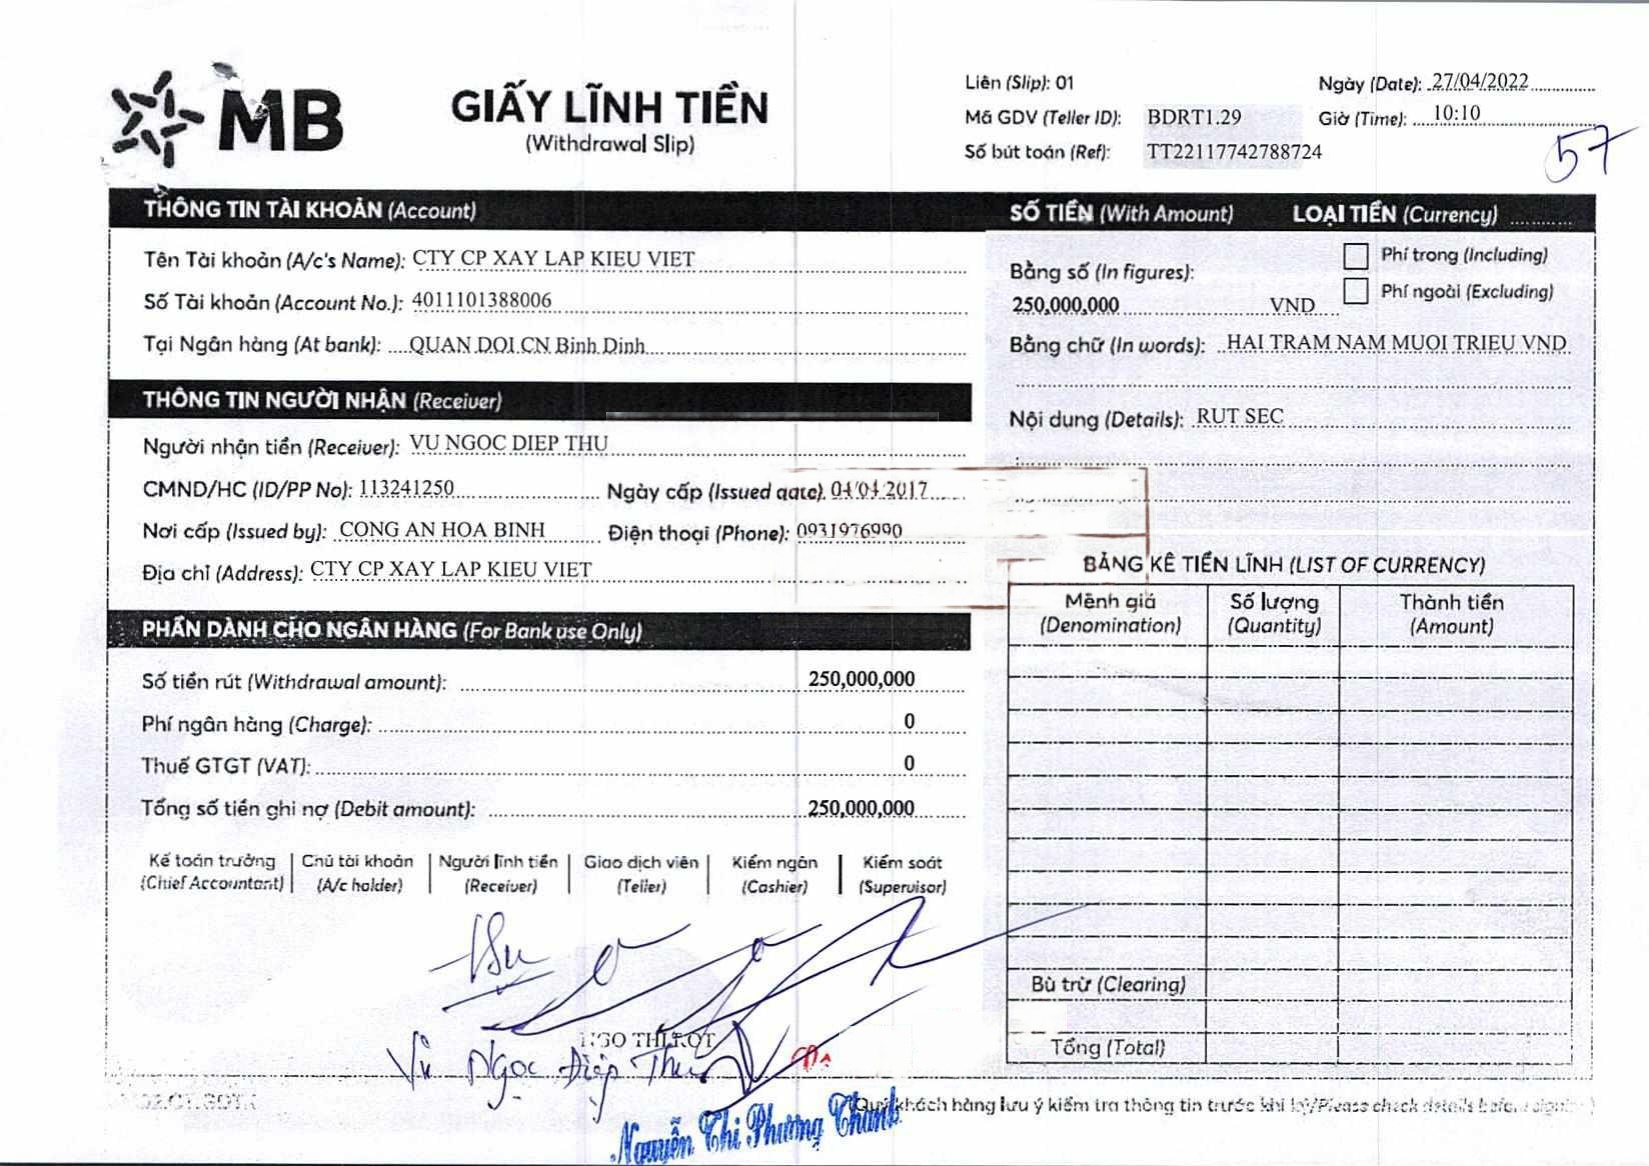 MB
GIẤY LĨNH TIỀN
(Withdrawal Slip)
Liên (Slip): 01
Mã GDV (Teller ID): BDRT1.29
Số bút toán (Ref): TT22117742788724
Ngày (Date): 27/04/2022
Giờ (Time): 10:10
57
THÔNG TIN TÀI KHOẢN (Account)
Tên Tài khoản (A/c's Name): CTY CP XAY LAP KIEU VIET
Số Tài khoản (Account No.): 4011101388006
Tại Ngân hàng (At bank): QUAN DOI CN Binh Dinh
THÔNG TIN NGƯỜI NHẬN (Receiver)
Người nhận tiền (Receiver): VU NGOC DIEP THU
CMND/HC (ID/PP No): 113241250 Ngày cấp (Issued date): 04/04/2017
Nơi cấp (Issued by): CONG AN HOA BINH Điện thoại (Phone): 0931976990
Địa chỉ (Address): CTY CP XAY LAP KIEU VIET
PHẦN DÀNH CHO NGÂN HÀNG (For Bank use Only)
Số tiền rút (Withdrawal amount): 250,000,000
Phí ngân hàng (Charge): 0
Thuế GTGT (VAT): 0
Tổng số tiền ghi nợ (Debit amount): 250,000,000
Kế toán trưởng Chủ tài khoản Người lĩnh tiền Giao dịch viên Kiểm ngân Kiểm soát
(Chief Accountant) (A/c holder) (Receiver) (Teller) (Cashier) (Supervisor)
NGO THI ROT
Vũ Ngọc Diệp Thu
Nguyễn Thị Phương Thanh
SỐ TIỀN (With Amount) LOẠI TIỀN (Currency)
Bằng số (In figures):
250,000,000 VND
Phí trong (Including)
Phí ngoài (Excluding)
Bằng chữ (In words): HAI TRAM NAM MUOI TRIEU VND
Nội dung (Details): RUT SEC
BẢNG KÊ TIỀN LĨNH (LIST OF CURRENCY)
Mệnh giá Số lượng Thành tiền
(Denomination) (Quantity) (Amount)
Bù trừ (Clearing)
Tổng (Total)
Quý khách hàng lưu ý kiểm tra thông tin trước khi ký/Please check details before signing